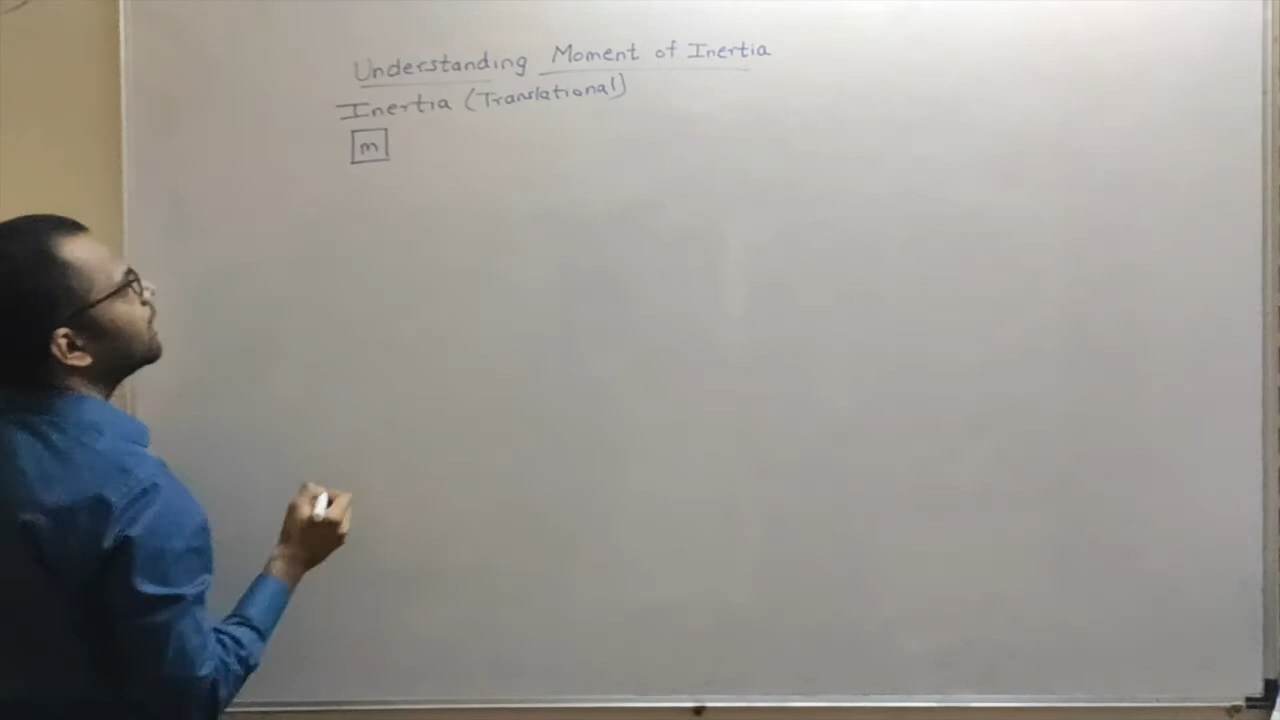 Understanding Moment of Inertia
Inertia (Translational)
m